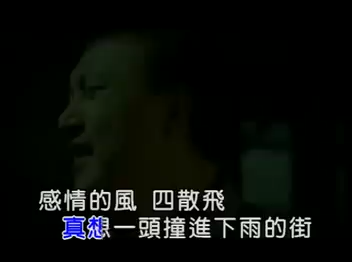 感情的風 四散飛
真想一頭撞進下雨的街